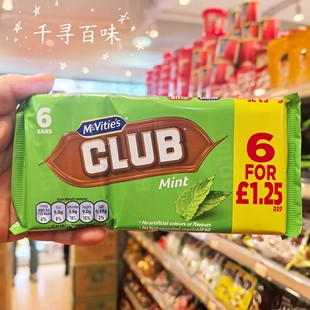 千寻百味
6
BARS
McVitie's
CLUB
Mint
6
FOR
£1.25
RRP
• No artificial colours or flavours